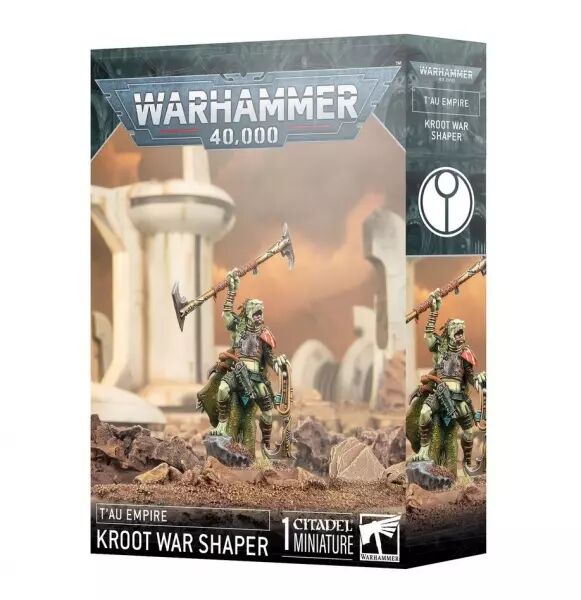 WARHAMMER
40,000
™
T'AU EMPIRE
KROOT WAR SHAPER
1 CITADEL
MINIATURE
WARHAMMER
WARHAMMER
40,000
T'AU EMPIRE
KROOT WAR
SHAPER